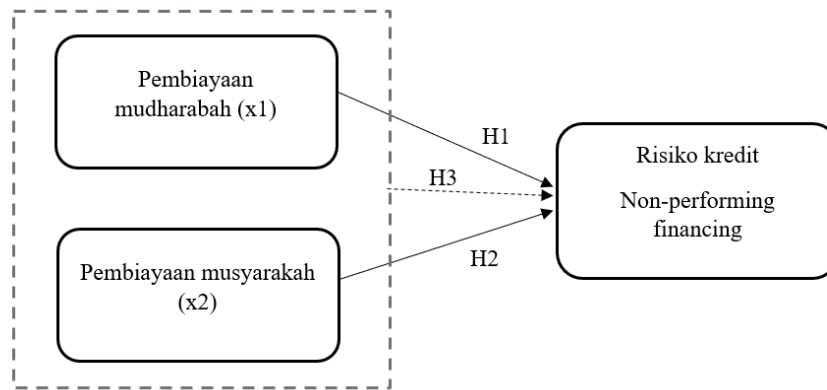 Pembiayaan
mudharabah (x1)
H1
H3
Risiko kredit
Non-performing
financing
Pembiayaan musyarakah
(x2)
H2